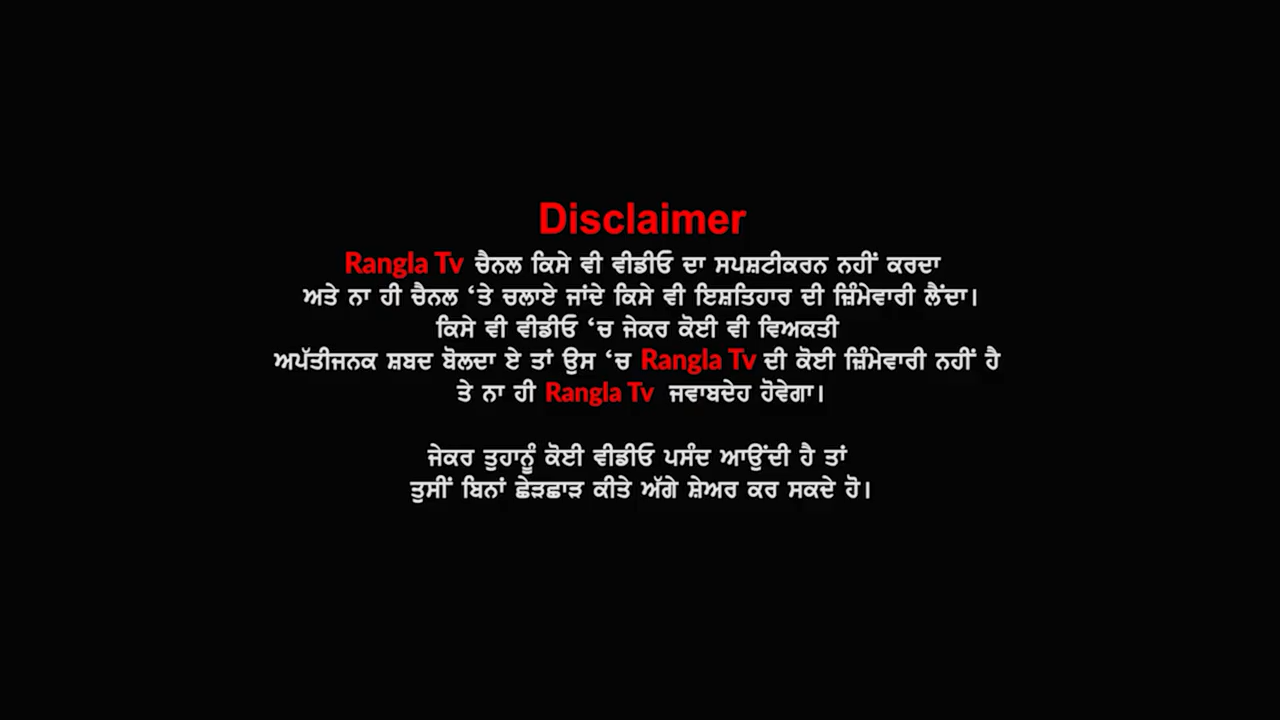 Disclaimer
Rangla Tv ਚੈਨਲ ਕਿਸੇ ਵੀ ਵੀਡੀਓ ਦਾ ਸਪਸ਼ਟੀਕਰਨ ਨਹੀਂ ਕਰਦਾ
ਅਤੇ ਨਾ ਹੀ ਚੈਨਲ ‘ਤੇ ਚਲਾਏ ਜਾਂਦੇ ਕਿਸੇ ਵੀ ਇਸ਼ਤਿਹਾਰ ਦੀ ਜ਼ਿੰਮੇਵਾਰੀ ਲੈਂਦਾ।
ਕਿਸੇ ਵੀ ਵੀਡੀਓ ‘ਚ ਜੇਕਰ ਕੋਈ ਵੀ ਵਿਅਕਤੀ
ਅਪੱਤੀਜਨਕ ਸ਼ਬਦ ਬੋਲਦਾ ਏ ਤਾਂ ਉਸ ‘ਚ Rangla Tv ਦੀ ਕੋਈ ਜ਼ਿੰਮੇਵਾਰੀ ਨਹੀਂ ਹੈ
ਤੇ ਨਾ ਹੀ Rangla Tv ਜਵਾਬਦੇਹ ਹੋਵੇਗਾ।
ਜੇਕਰ ਤੁਹਾਨੂੰ ਕੋਈ ਵੀਡੀਓ ਪਸੰਦ ਆਉਂਦੀ ਹੈ ਤਾਂ
ਤੁਸੀਂ ਬਿਨਾਂ ਛੇੜਛਾੜ ਕੀਤੇ ਅੱਗੇ ਸ਼ੇਅਰ ਕਰ ਸਕਦੇ ਹੋ।